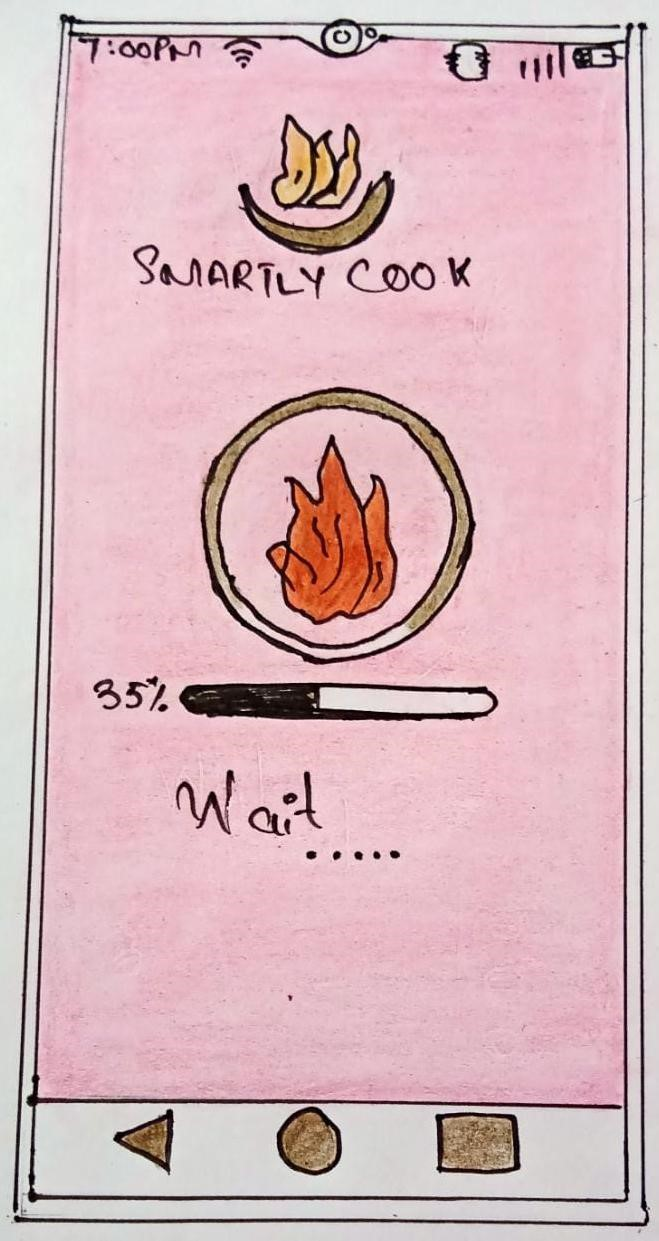 7:00PM
SMARTLY COOK
35%
Wait.....